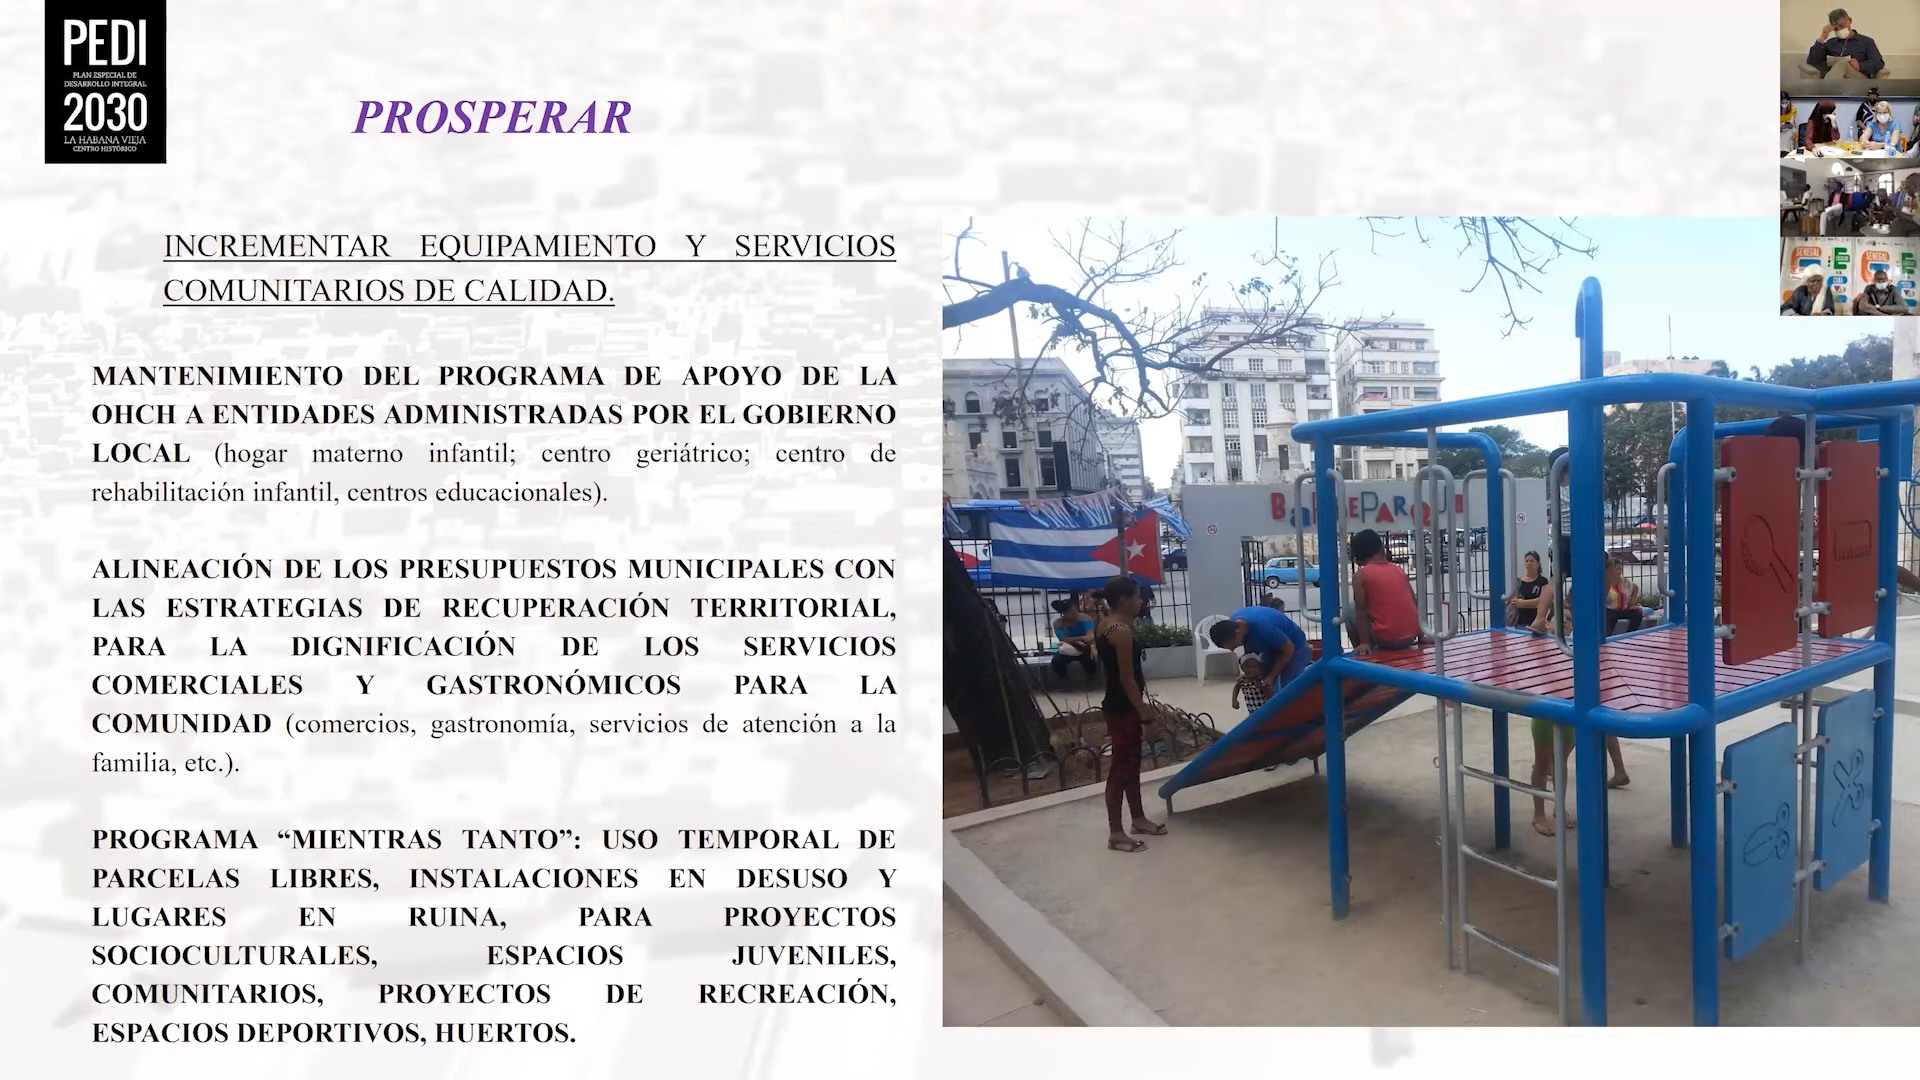 PEDI
PLAN ESPECIAL DE
DESARROLLO INTEGRAL
2030
LA HABANA VIEJA
CENTRO HISTÓRICO
PROSPERAR
INCREMENTAR EQUIPAMIENTO Y SERVICIOS
COMUNITARIOS DE CALIDAD.
MANTENIMIENTO DEL PROGRAMA DE APOYO DE LA
OHCH A ENTIDADES ADMINISTRADAS POR EL GOBIERNO
LOCAL (hogar materno infantil; centro geriátrico; centro de
rehabilitación infantil, centros educacionales).
ALINEACIÓN DE LOS PRESUPUESTOS MUNICIPALES CON
LAS ESTRATEGIAS DE RECUPERACIÓN TERRITORIAL,
PARA LA DIGNIFICACIÓN DE LOS SERVICIOS
COMERCIALES Y GASTRONÓMICOS PARA LA
COMUNIDAD (comercios, gastronomía, servicios de atención a la
familia, etc.).
PROGRAMA “MIENTRAS TANTO”: USO TEMPORAL DE
PARCELAS LIBRES, INSTALACIONES EN DESUSO Y
LUGARES EN RUINA, PARA PROYECTOS
SOCIOCULTURALES, ESPACIOS JUVENILES,
COMUNITARIOS, PROYECTOS DE RECREACIÓN,
ESPACIOS DEPORTIVOS, HUERTOS.
SENEGAL
SENEGAL